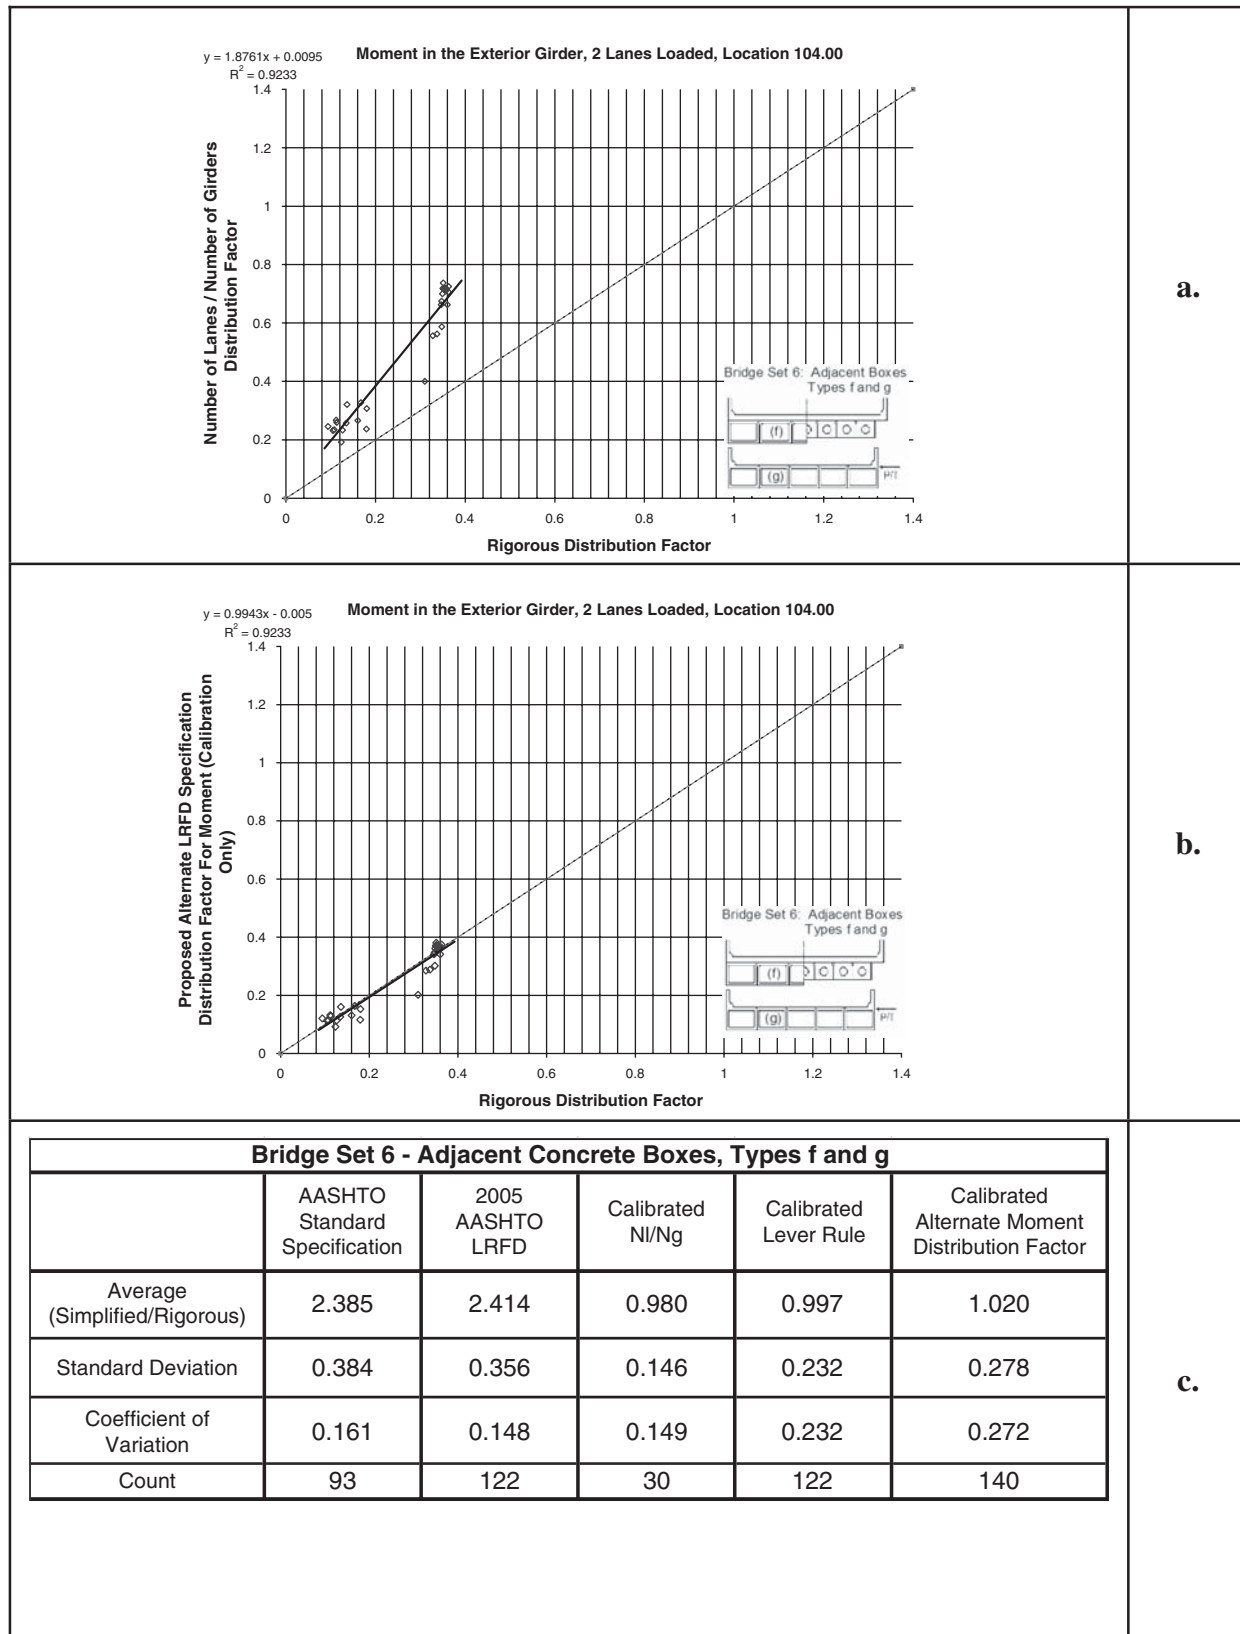 y = 1.8761x + 0.0095
R2 = 0.9233
Moment in the Exterior Girder, 2 Lanes Loaded, Location 104.00
Number of Lanes / Number of Girders
Distribution Factor
1.4
1.2
1
0.8
0.6
0.4
0.2
0
0 0.2 0.4 0.6 0.8 1 1.2 1.4
Rigorous Distribution Factor
Bridge Set 6: Adjacent Boxes
Types f and g
(f)
(g)
P/T
a.
y = 0.9943x - 0.005
R2 = 0.9233
Moment in the Exterior Girder, 2 Lanes Loaded, Location 104.00
Proposed Alternate LRFD Specification
Distribution Factor For Moment (Calibration
Only)
1.4
1.2
1
0.8
0.6
0.4
0.2
0
0 0.2 0.4 0.6 0.8 1 1.2 1.4
Rigorous Distribution Factor
Bridge Set 6: Adjacent Boxes
Types f and g
(f)
(g)
P/T
b.
Bridge Set 6 - Adjacent Concrete Boxes, Types f and g
AASHTO
Standard
Specification
2005
AASHTO
LRFD
Calibrated
Nl/Ng
Calibrated
Lever Rule
Calibrated
Alternate Moment
Distribution Factor
Average
(Simplified/Rigorous)
2.385 2.414 0.980 0.997 1.020
Standard Deviation 0.384 0.356 0.146 0.232 0.278
Coefficient of
Variation
0.161 0.148 0.149 0.232 0.272
Count 93 122 30 122 140
c.